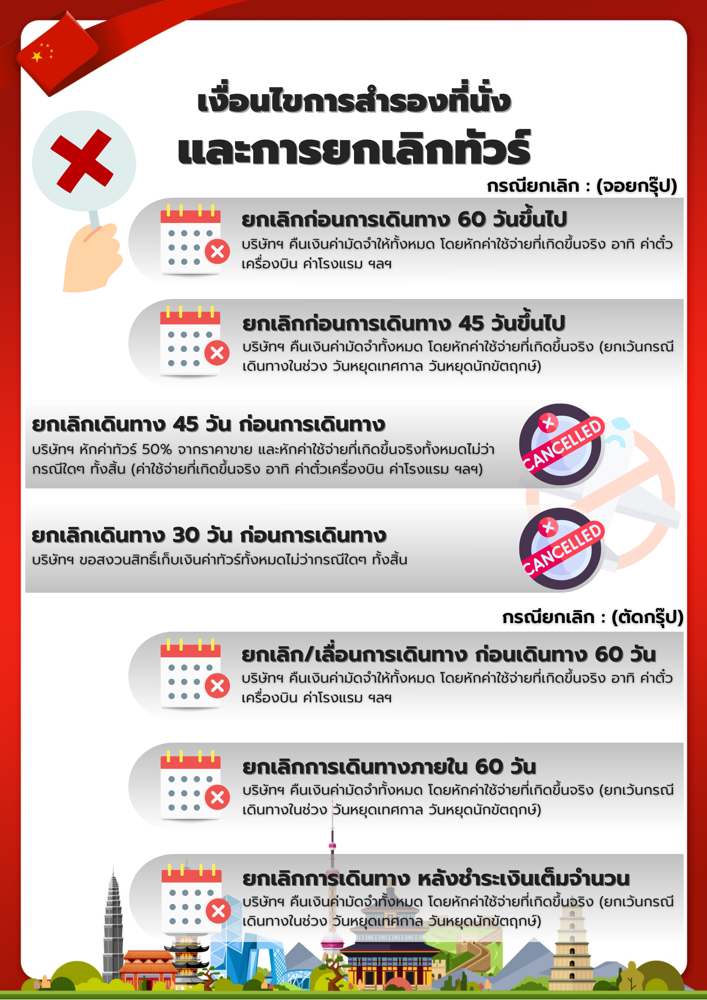 เงื่อนไขการสำรองที่นั่ง
และการยกเลิกทัวร์
กรณียกเลิก : (จอยกรุ๊ป)
ยกเลิกก่อนการเดินทาง 60 วันขึ้นไป
บริษัทฯ คืนเงินค่ามัดจำให้ทั้งหมด โดยหักค่าใช้จ่ายที่เกิดขึ้นจริง อาทิ ค่าตั๋ว
เครื่องบิน ค่าโรงแรม ฯลฯ
ยกเลิกก่อนการเดินทาง 45 วันขึ้นไป
บริษัทฯ คืนเงินค่ามัดจำทั้งหมด โดยหักค่าใช้จ่ายที่เกิดขึ้นจริง (ยกเว้นกรณี
เดินทางในช่วง วันหยุดเทศกาล วันหยุดนักขัตฤกษ์)
ยกเลิกเดินทาง 45 วัน ก่อนการเดินทาง
บริษัทฯ หักค่าทัวร์ 50% จากราคาขาย และหักค่าใช้จ่ายที่เกิดขึ้นจริงทั้งหมดไม่ว่า
กรณีใดๆ ทั้งสิ้น (ค่าใช้จ่ายที่เกิดขึ้นจริง อาทิ ค่าตั๋วเครื่องบิน ค่าโรงแรม ฯลฯ)
CANCELLED
ยกเลิกเดินทาง 30 วัน ก่อนการเดินทาง
บริษัทฯ ขอสงวนสิทธิ์เก็บเงินค่าทัวร์ทั้งหมดไม่ว่ากรณีใดๆ ทั้งสิ้น
CANCELLED
กรณียกเลิก : (ตัดกรุ๊ป)
ยกเลิก/เลื่อนการเดินทาง ก่อนเดินทาง 60 วัน
บริษัทฯ คืนเงินค่ามัดจำให้ทั้งหมด โดยหักค่าใช้จ่ายที่เกิดขึ้นจริง อาทิ ค่าตั๋ว
เครื่องบิน ค่าโรงแรม ฯลฯ
ยกเลิกการเดินทางภายใน 60 วัน
บริษัทฯ คืนเงินค่ามัดจำทั้งหมด โดยหักค่าใช้จ่ายที่เกิดขึ้นจริง (ยกเว้นกรณี
เดินทางในช่วง วันหยุดเทศกาล วันหยุดนักขัตฤกษ์)
ยกเลิกการเดินทาง หลังชำระเงินเต็มจำนวน
บริษัทฯ คืนเงินค่ามัดจำทั้งหมด โดยหักค่าใช้จ่ายที่เกิดขึ้นจริง (ยกเว้นกรณี
เดินทางในช่วง วันหยุดเทศกาล วันหยุดนักขัตฤกษ์)